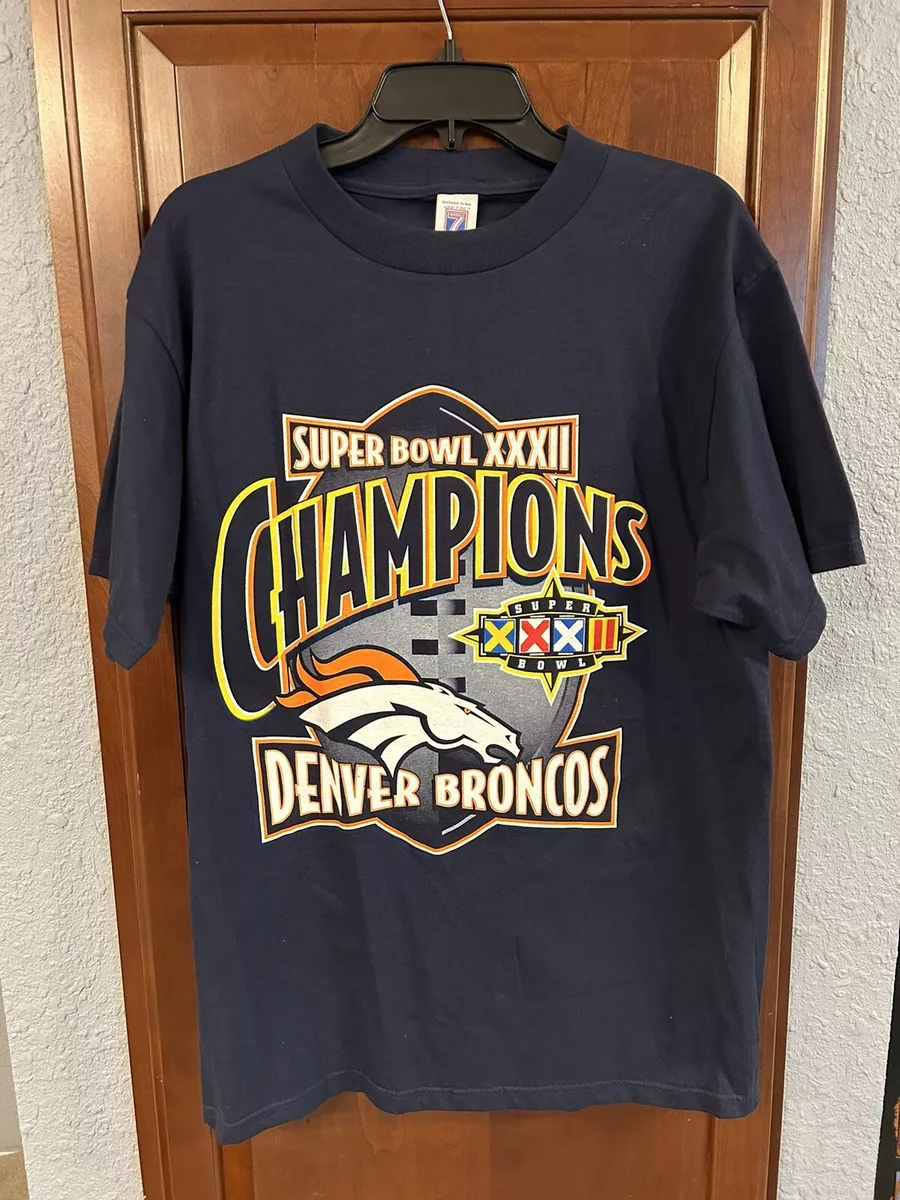 SUPER BOWL XXXII
CHAMPIONS
SUPER
XXXII
BOWL
DENVER BRONCOS